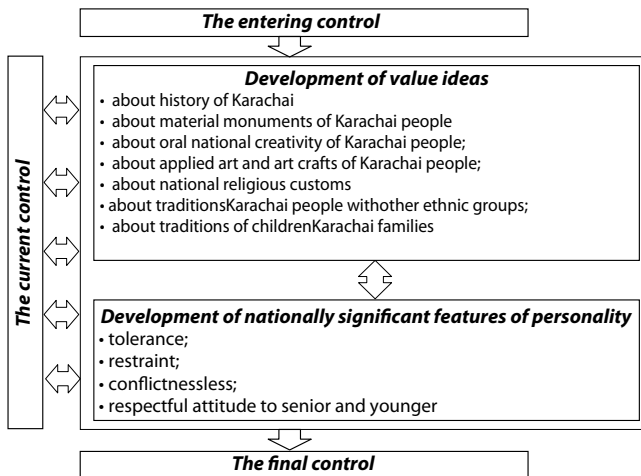 The entering control
The current control
Development of value ideas
• about history of Karachai
• about material monuments of Karachai people
• about oral national creativity of Karachai people;
• about applied art and art crafts of Karachai people;
• about national religious customs
• about traditionsKarachai people withother ethnic groups;
• about traditions of childrenKarachai families
Development of nationally significant features of personality
• tolerance;
• restraint;
• conflictnessless;
• respectful attitude to senior and younger
The final control